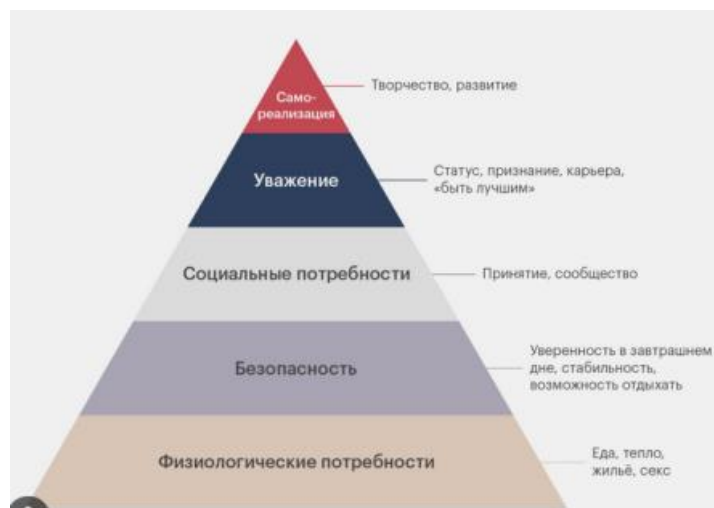 Само-
реализация
Творчество, развитие
Уважение
Статус, признание, карьера,
«быть лучшим»
Социальные потребности
Принятие, сообщество
Безопасность
Уверенность в завтрашнем
дне, стабильность,
возможность отдыхать
Физиологические потребности
Еда, тепло,
жильё, секс